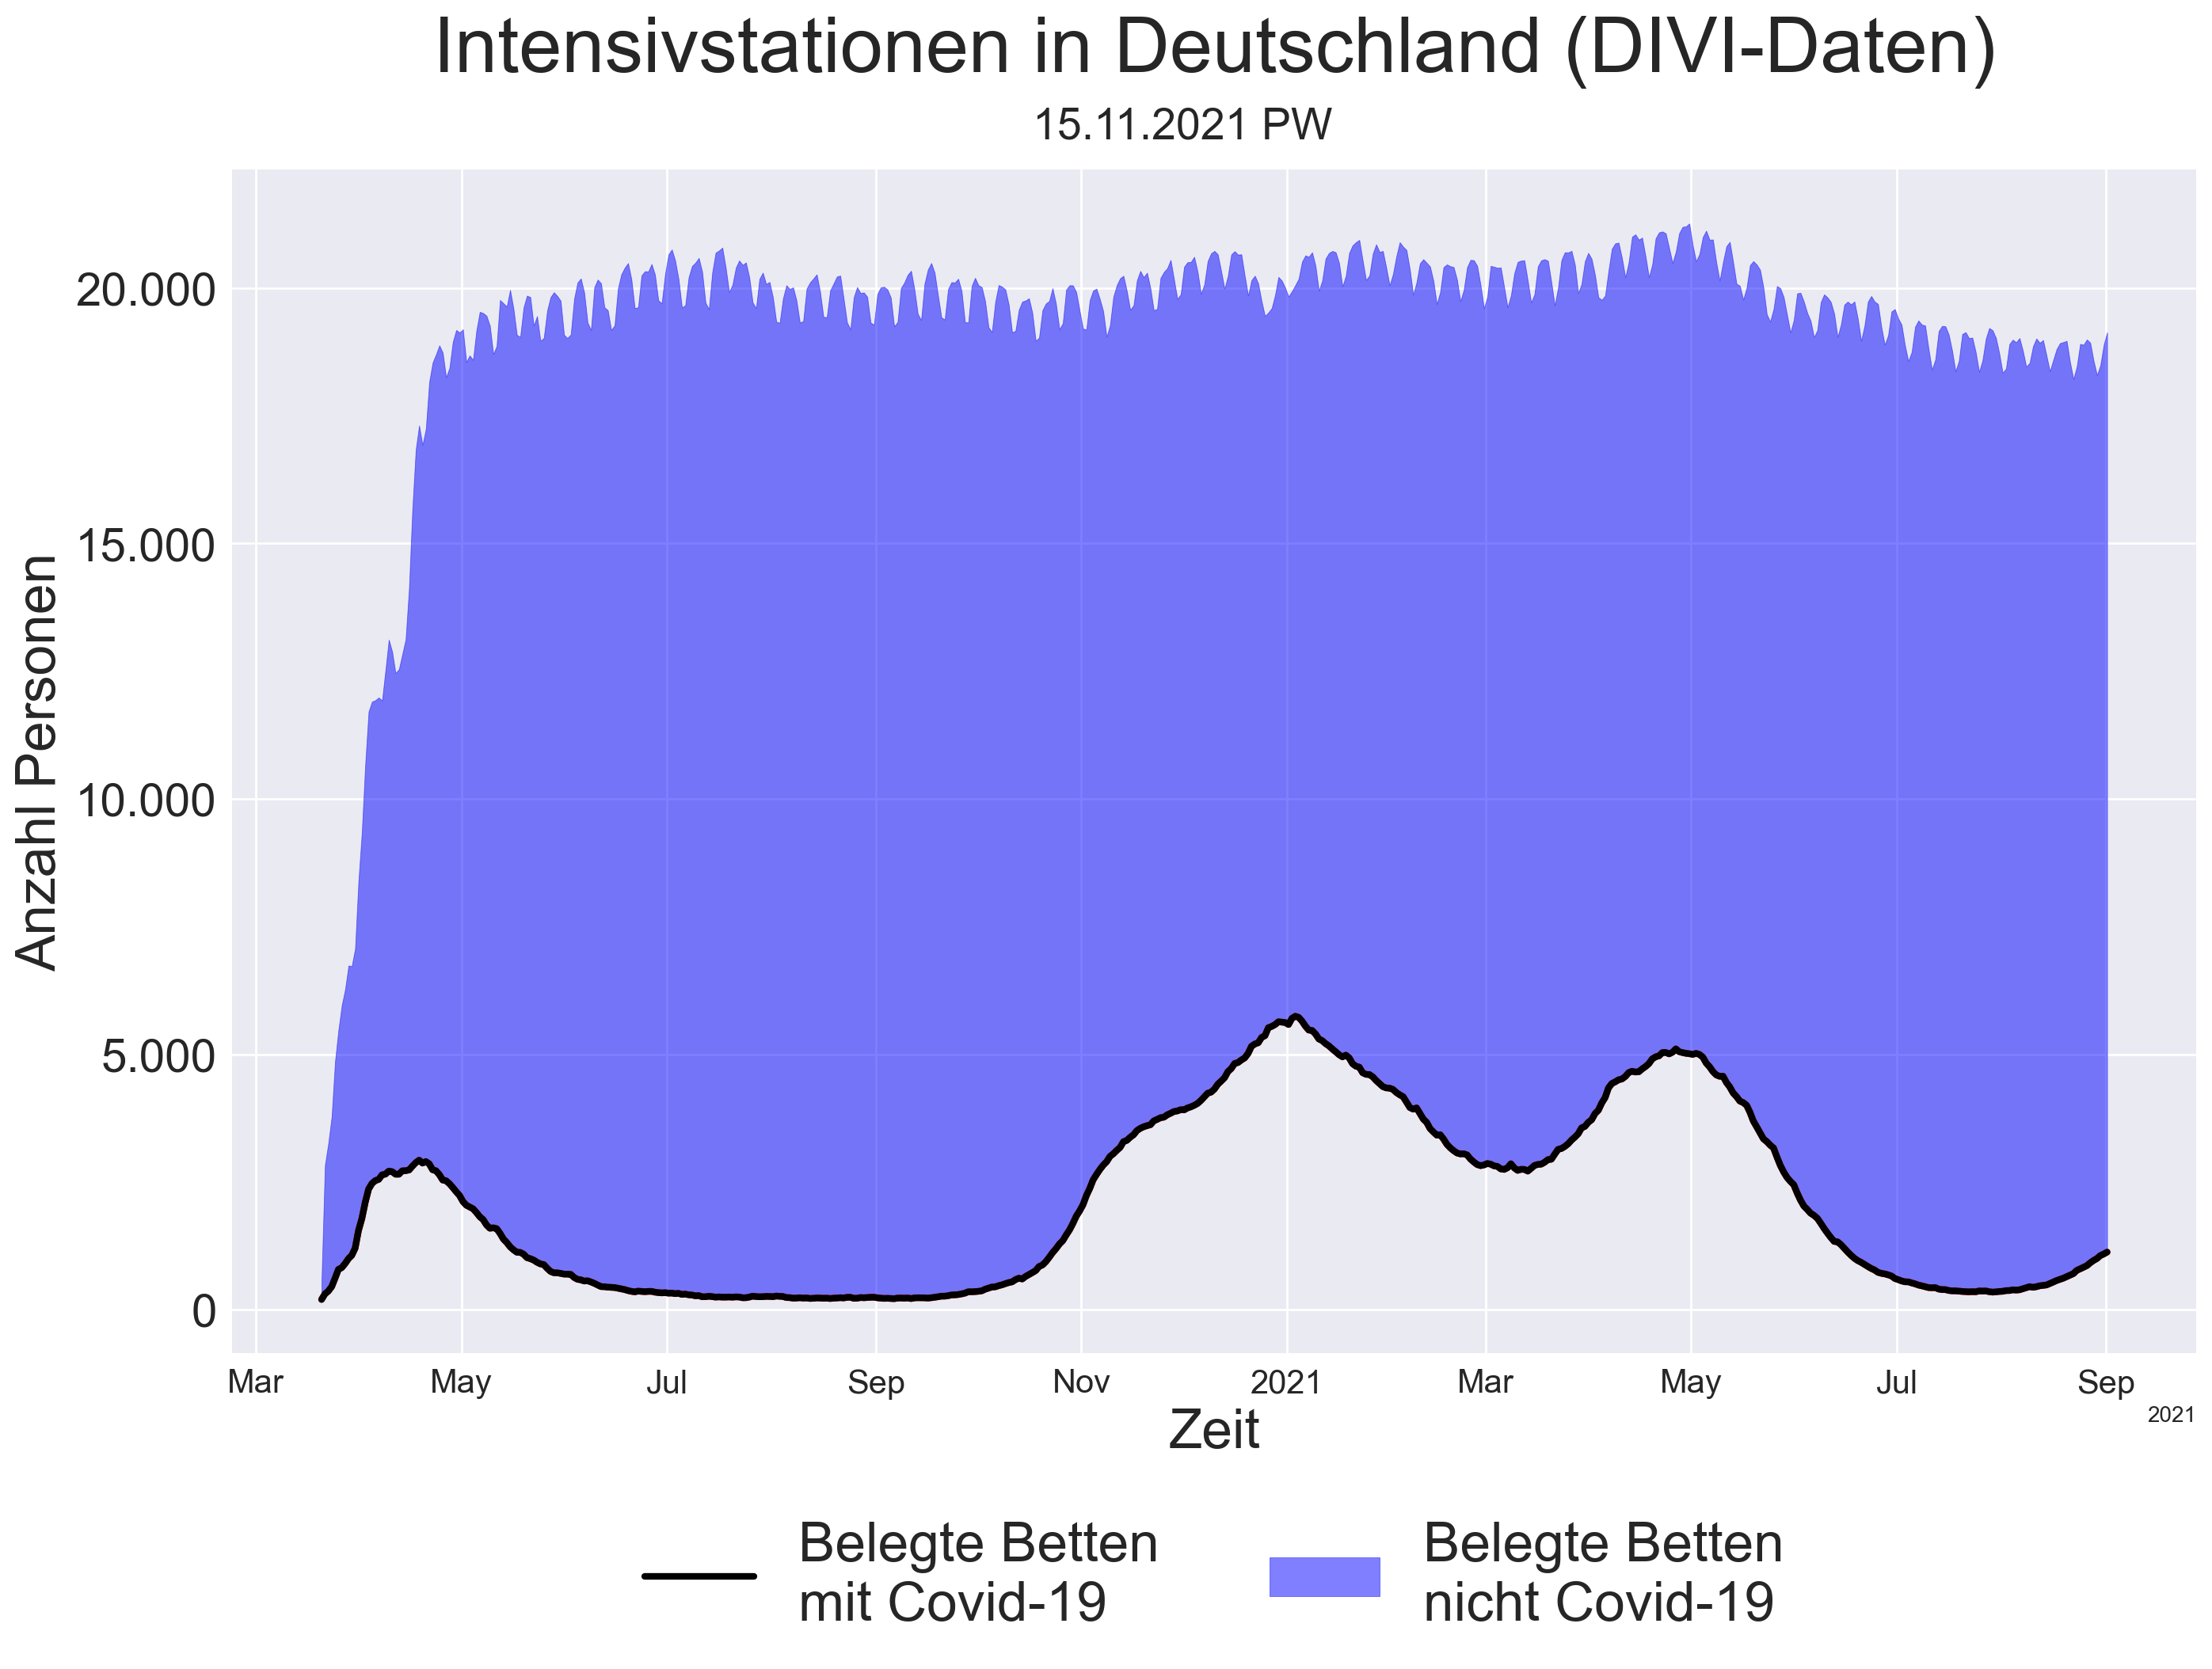 Intensivstationen in Deutschland (DIVI-Daten)
15.11.2021 PW
Anzahl Personen
20.000
15.000
10.000
5.000
0
Mar May Jul Sep Nov 2021 Mar May Jul Sep
2021
Zeit
Belegte Betten
mit Covid-19
Belegte Betten
nicht Covid-19